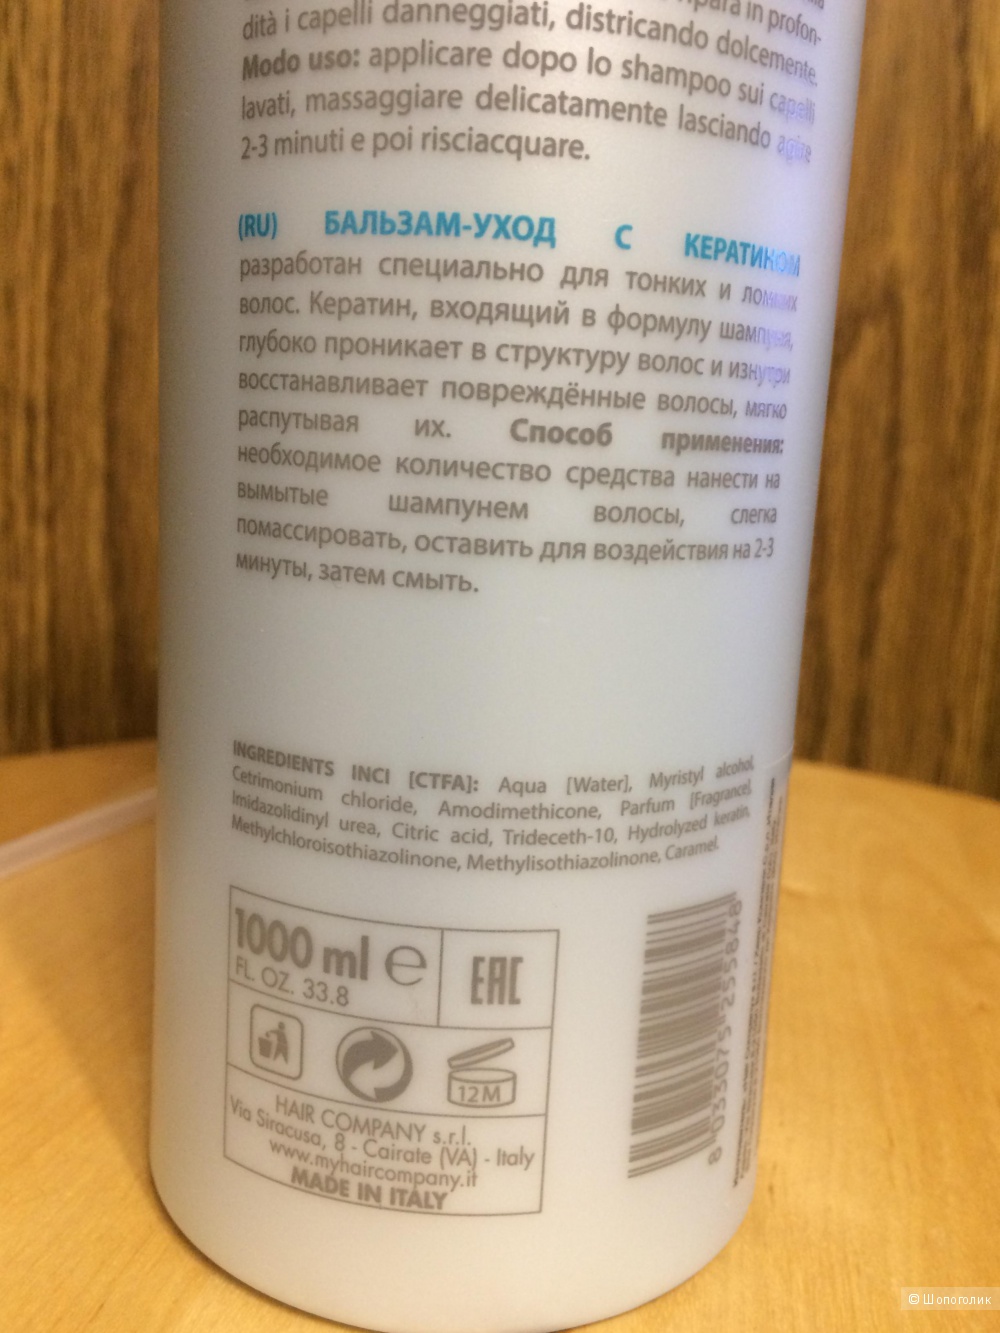 ripara in profon-
dità i capelli danneggiati, districando dolcemente.
Modo uso: applicare dopo lo shampoo sui capelli
lavati, massaggiare delicatamente lasciando agire
2-3 minuti e poi risciacquare.
(RU) БАЛЬЗАМ-УХОД С КЕРАТИНОМ
разработан специально для тонких и ломких
волос. Кератин, входящий в формулу шампуня,
глубоко проникает в структуру волос и изнутри
восстанавливает повреждённые волосы, мягко
распутывая их. Способ применения:
необходимое количество средства нанести на
вымытые шампунем волосы, слегка
помассировать, оставить для воздействия на 2-3
минуты, затем смыть.
INGREDIENTS INCI [CTFA]: Aqua [Water], Myristyl alcohol,
Cetrimonium chloride, Amodimethicone, Parfum [Fragrance],
Imidazolidinyl urea, Citric acid, Trideceth-10, Hydrolyzed keratin,
Methylchloroisothiazolinone, Methylisothiazolinone, Caramel.
1000 ml e
FL. OZ. 33.8
EAC
12M
HAIR COMPANY s.r.l.
Via Siracusa, 8 - Cairate (VA) - Italy
www.myhaircompany.it
MADE IN ITALY
8 033075 255848
© Шопоголик